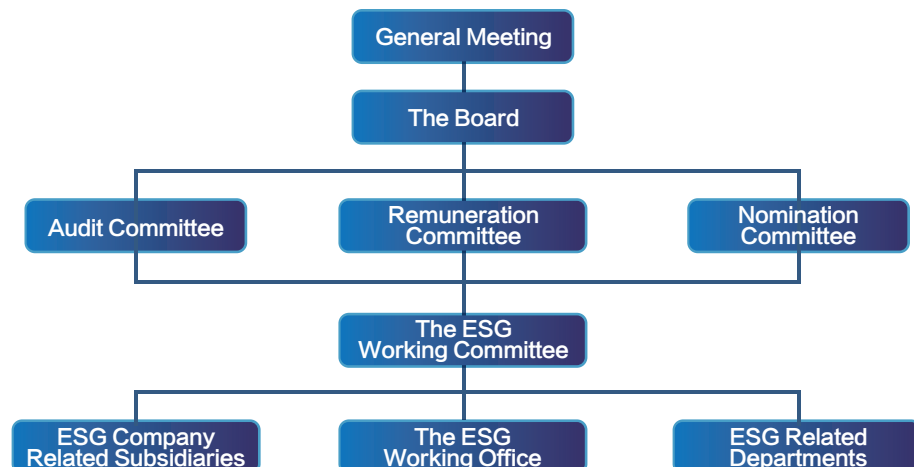 General Meeting
The Board
Audit Committee
Remuneration
Committee
Nomination
Committee
The ESG
Working Committee
ESG Company
Related Subsidiaries
The ESG
Working Office
ESG Related
Departments